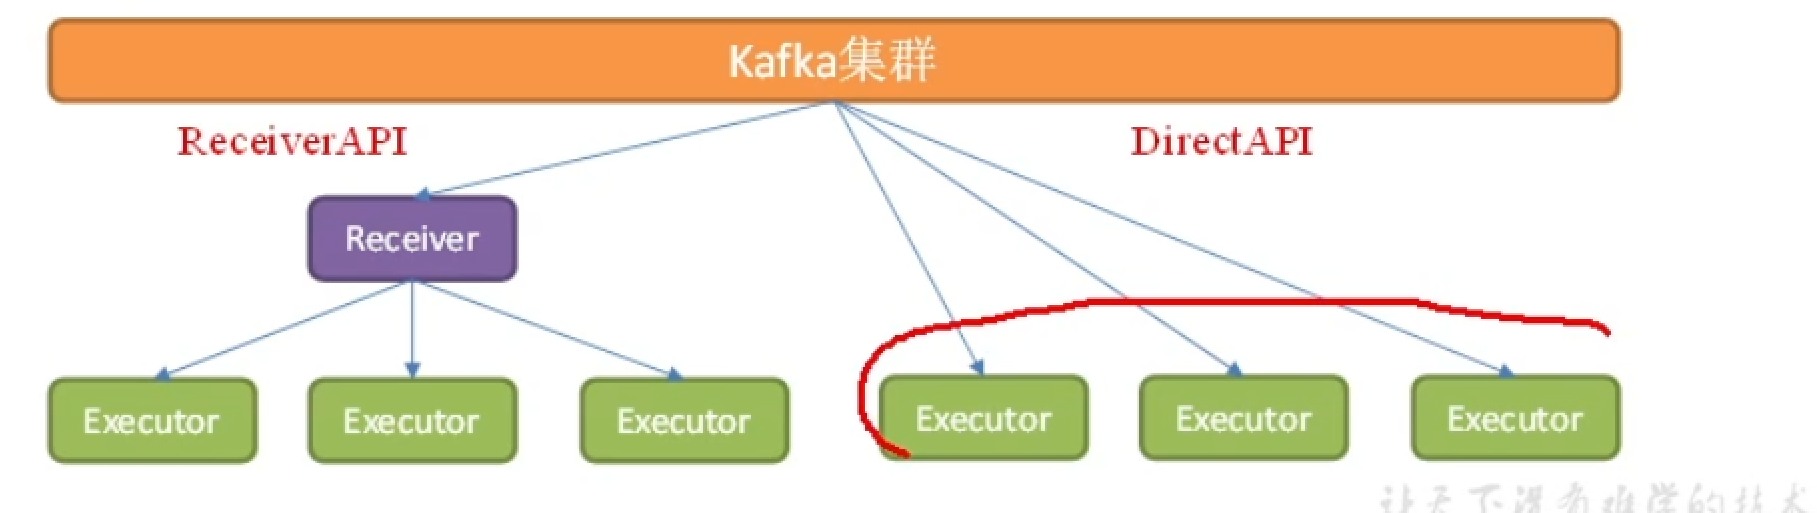 Kafka集群
ReceiverAPI
DirectAPI
Receiver
Executor
Executor
Executor
Executor
Executor
Executor
让天下没有难学的技术